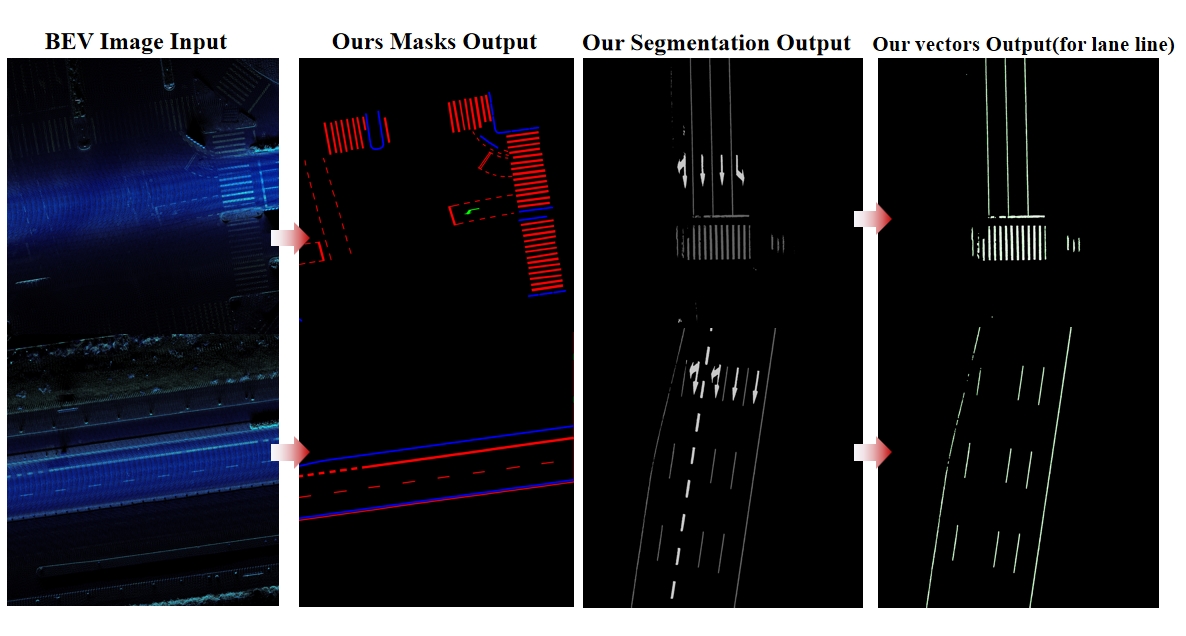 BEV Image Input
Ours Masks Output
Our Segmentation Output
Our vectors Output(for lane line)